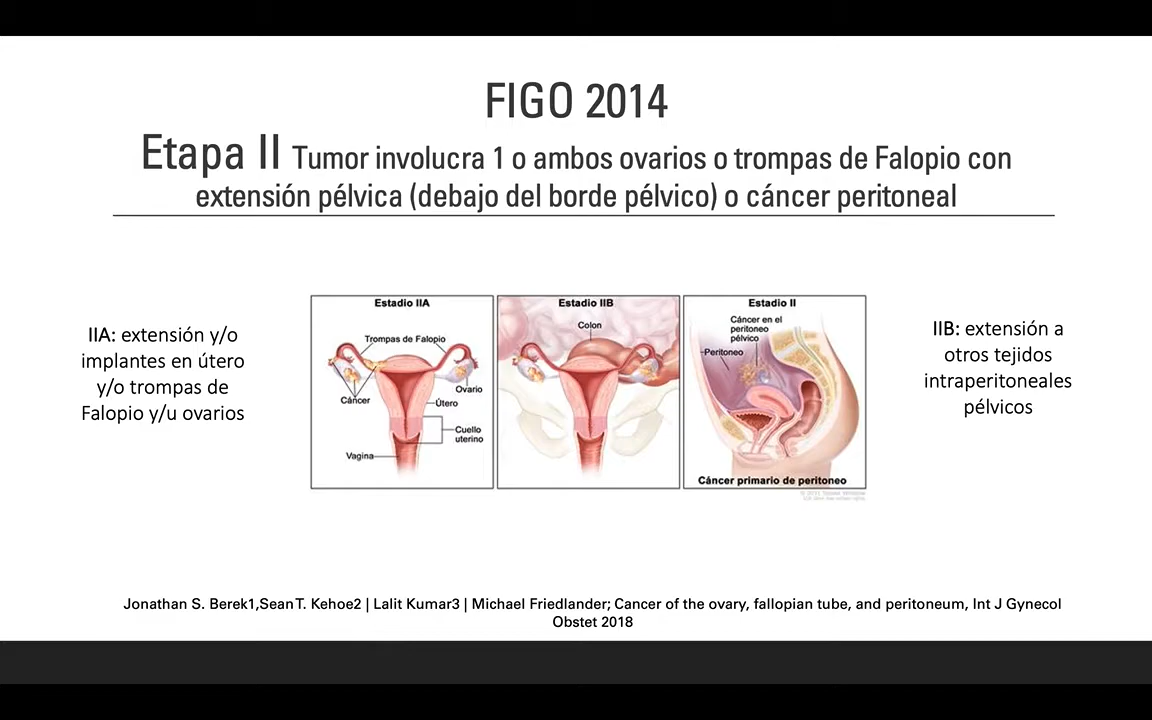 FIGO 2014
Etapa II Tumor involucra 1 o ambos ovarios o trompas de Falopio con
extensión pélvica (debajo del borde pélvico) o cáncer peritoneal
IIA: extensión y/o
implantes en útero
y/o trompas de
Falopio y/u ovarios
Estadio IIA
Trompas de Falopio
Cáncer
Ovario
Útero
Cuello
uterino
Vagina
Estadio IIB
Colon
Estadio II
Cáncer en el
peritoneo
pélvico
Peritoneo
Cáncer primario de peritoneo
IIB: extensión a
otros tejidos
intraperitoneales
pélvicos
Jonathan S. Berek1,Sean T. Kehoe2 | Lalit Kumar3 | Michael Friedlander; Cancer of the ovary, fallopian tube, and peritoneum, Int J Gynecol
Obstet 2018